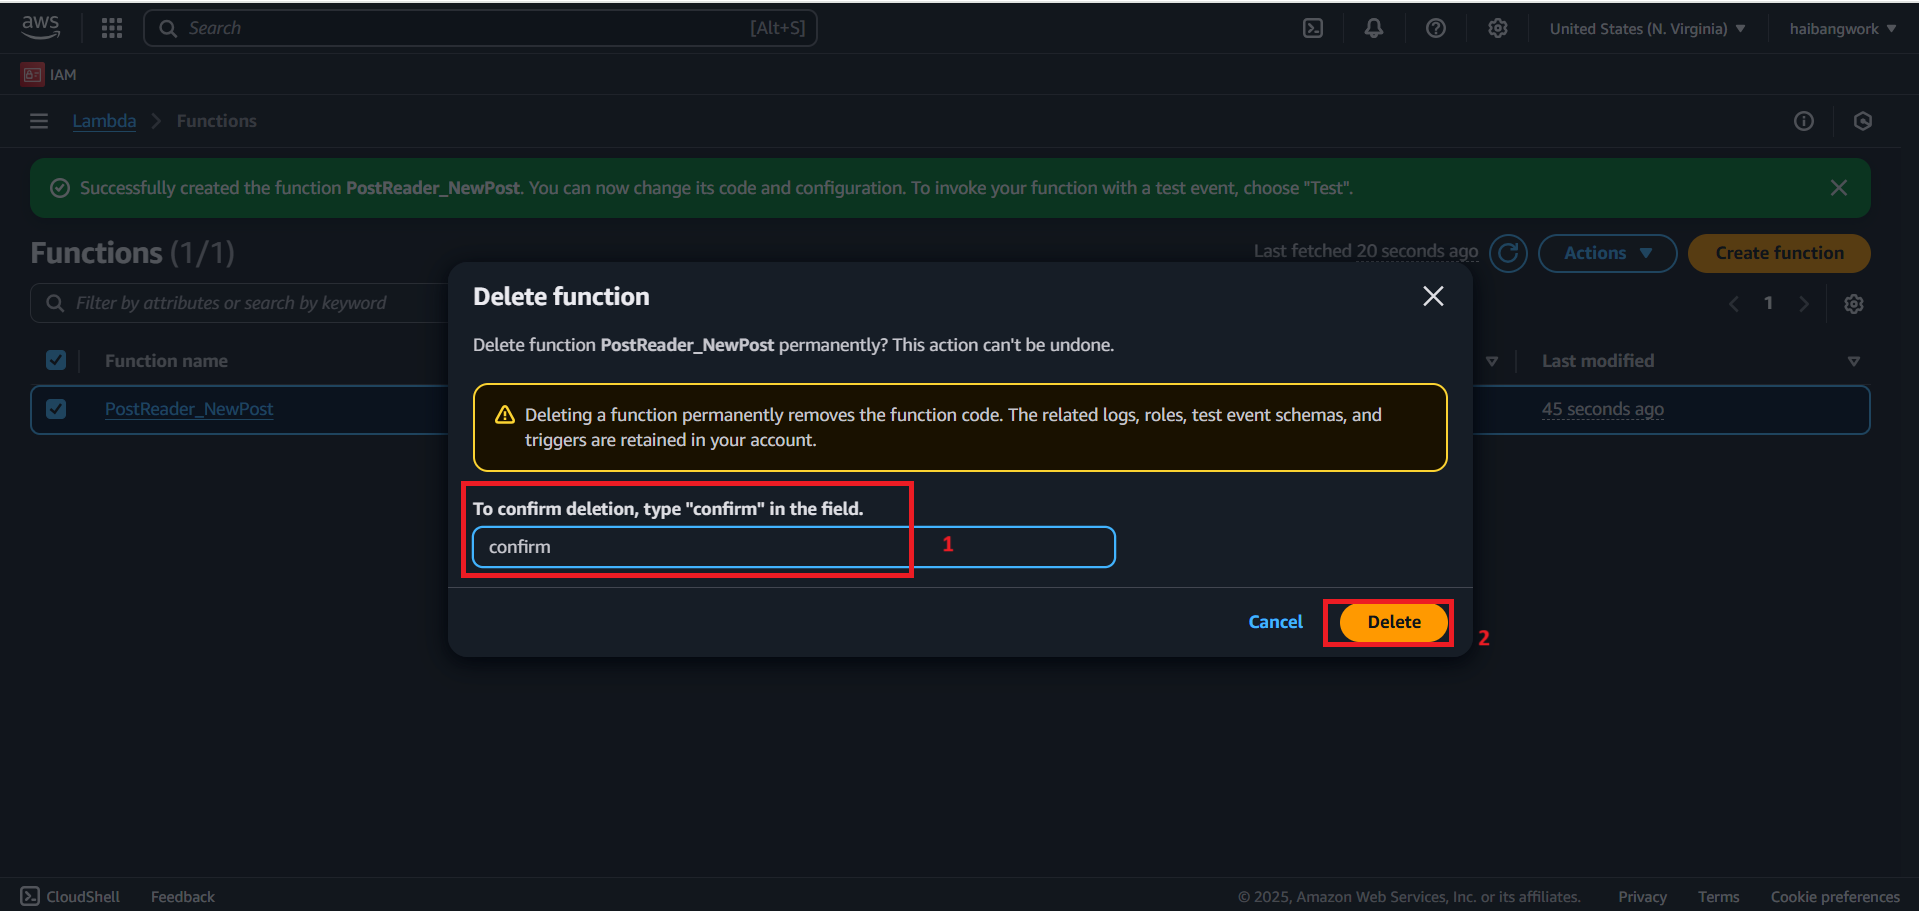 aws
Search
[Alt+S]
United States (N. Virginia)
haibangwork
IAM
Lambda
Functions
Successfully created the function PostReader_NewPost. You can now change its code and configuration. To invoke your function with a test event, choose "Test".
Functions (1/1)
Last fetched 20 seconds ago
Actions
Create function
Filter by attributes or search by keyword
1
Function name
Last modified
PostReader_NewPost
45 seconds ago
Delete function
Delete function PostReader_NewPost permanently? This action can't be undone.
Deleting a function permanently removes the function code. The related logs, roles, test event schemas, and
triggers are retained in your account.
To confirm deletion, type "confirm" in the field.
confirm
1
Cancel
Delete
2
CloudShell
Feedback
© 2025, Amazon Web Services, Inc. or its affiliates.
Privacy
Terms
Cookie preferences